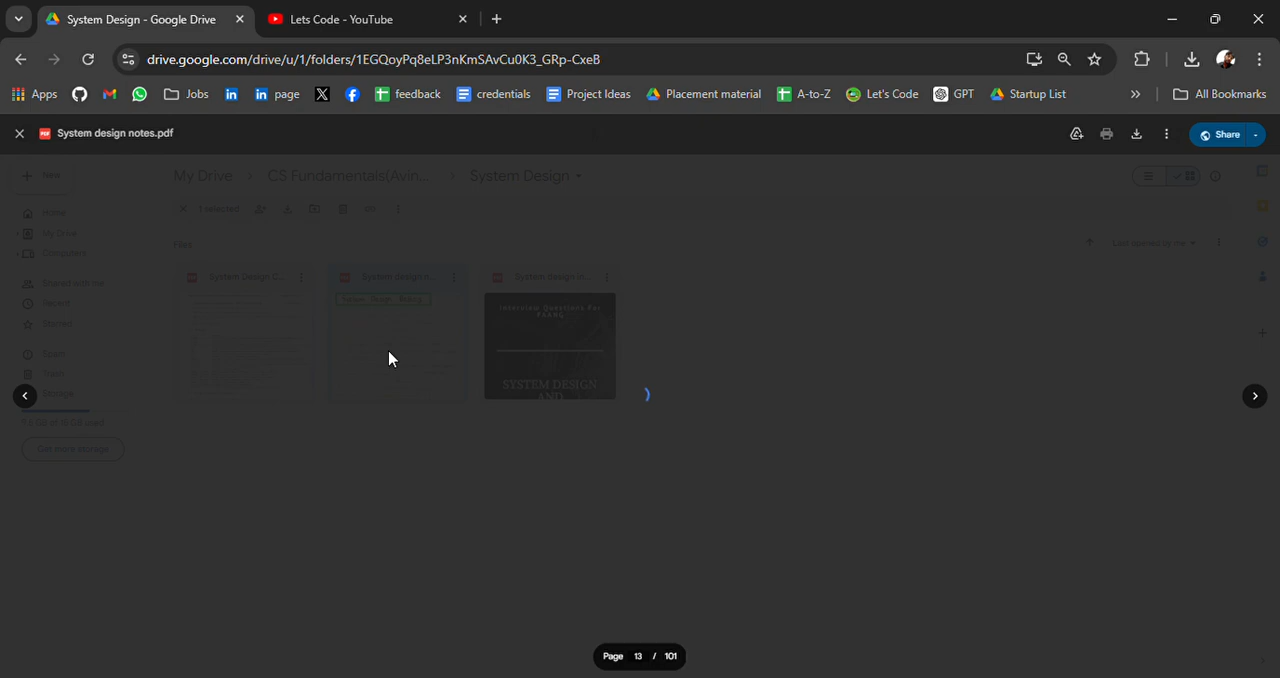 System Design - Google Drive
Lets Code - YouTube
drive.google.com/drive/u/1/folders/1EGQoyPq8eLP3nKmSAvCu0K3_GRp-CxeB
Apps
Jobs
page
feedback
credentials
Project Ideas
Placement material
A-to-Z
Let's Code
GPT
Startup List
All Bookmarks
System design notes.pdf
Share
New
My Drive > CS Fundamentals(Avin... > System Design
1 selected
Home
My Drive
Computers
Shared with me
Recent
Starred
Spam
Trash
Storage
Get more storage
Files
Last opened by me
System Design C...
System design n...
System design in...
Interview Questions For
FAANG
SYSTEM DESIGN
AND
Page 13 / 101